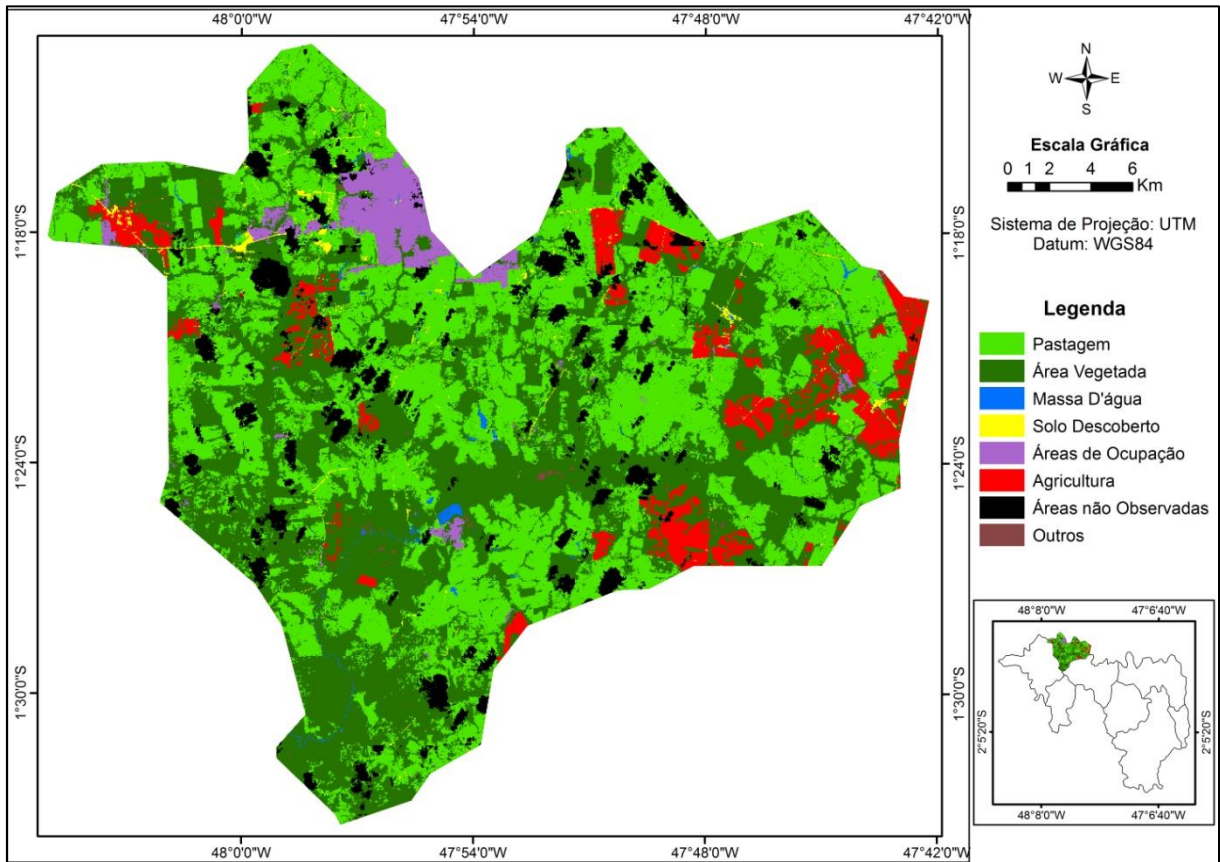 48°0'0"W 47°54'0"W 47°48'0"W 47°42'0"W
1°18'0"S
1°24'0"S
1°30'0"S
1°18'0"S
1°24'0"S
1°30'0"S
48°0'0"W 47°54'0"W 47°48'0"W 47°42'0"W
N
W E
S
Escala Gráfica
0 1 2 4 6
Km
Sistema de Projeção: UTM
Datum: WGS84
Legenda
Pastagem
Área Vegetada
Massa D'água
Solo Descoberto
Áreas de Ocupação
Agricultura
Áreas não Observadas
Outros
48°8'0"W 47°6'40"W
2°5'20"S
2°5'20"S
48°8'0"W 47°6'40"W